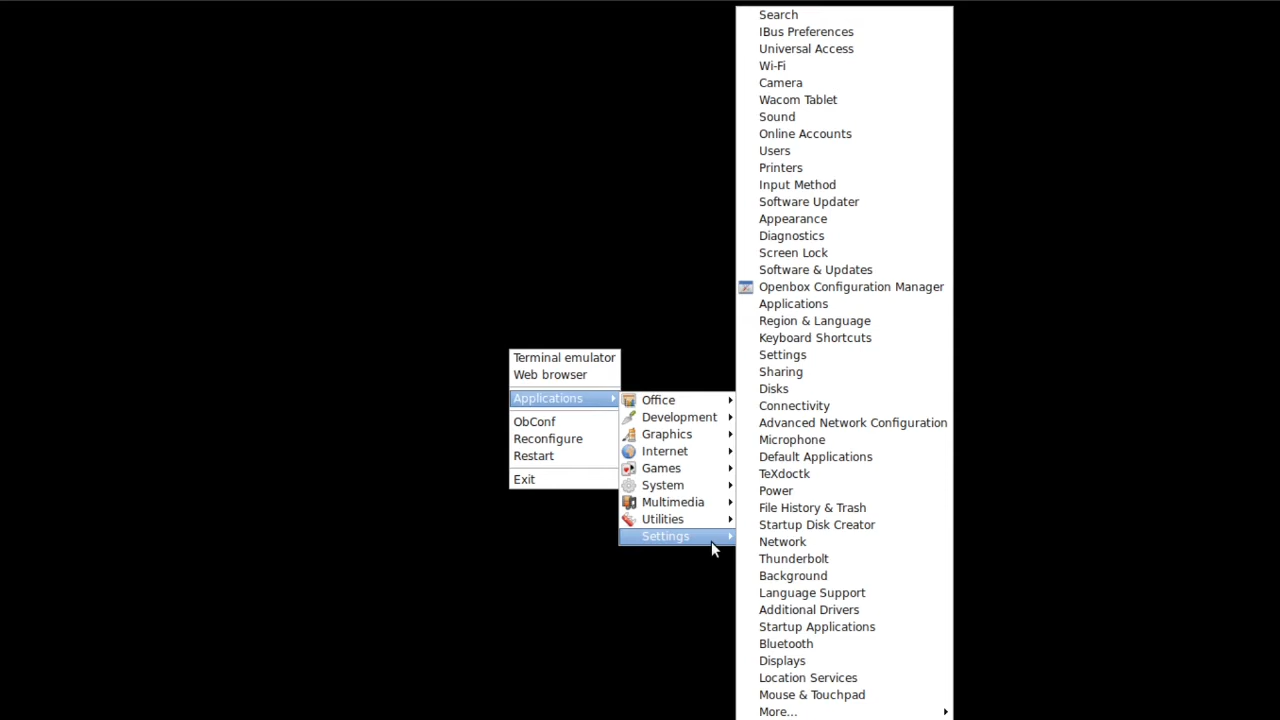 Terminal emulator
Web browser
Applications
ObConf
Reconfigure
Restart
Exit
Office
Development
Graphics
Internet
Games
System
Multimedia
Utilities
Settings
Search
IBus Preferences
Universal Access
Wi-Fi
Camera
Wacom Tablet
Sound
Online Accounts
Users
Printers
Input Method
Software Updater
Appearance
Diagnostics
Screen Lock
Software & Updates
Openbox Configuration Manager
Applications
Region & Language
Keyboard Shortcuts
Settings
Sharing
Disks
Connectivity
Advanced Network Configuration
Microphone
Default Applications
TeXdoctk
Power
File History & Trash
Startup Disk Creator
Network
Thunderbolt
Background
Language Support
Additional Drivers
Startup Applications
Bluetooth
Displays
Location Services
Mouse & Touchpad
More...